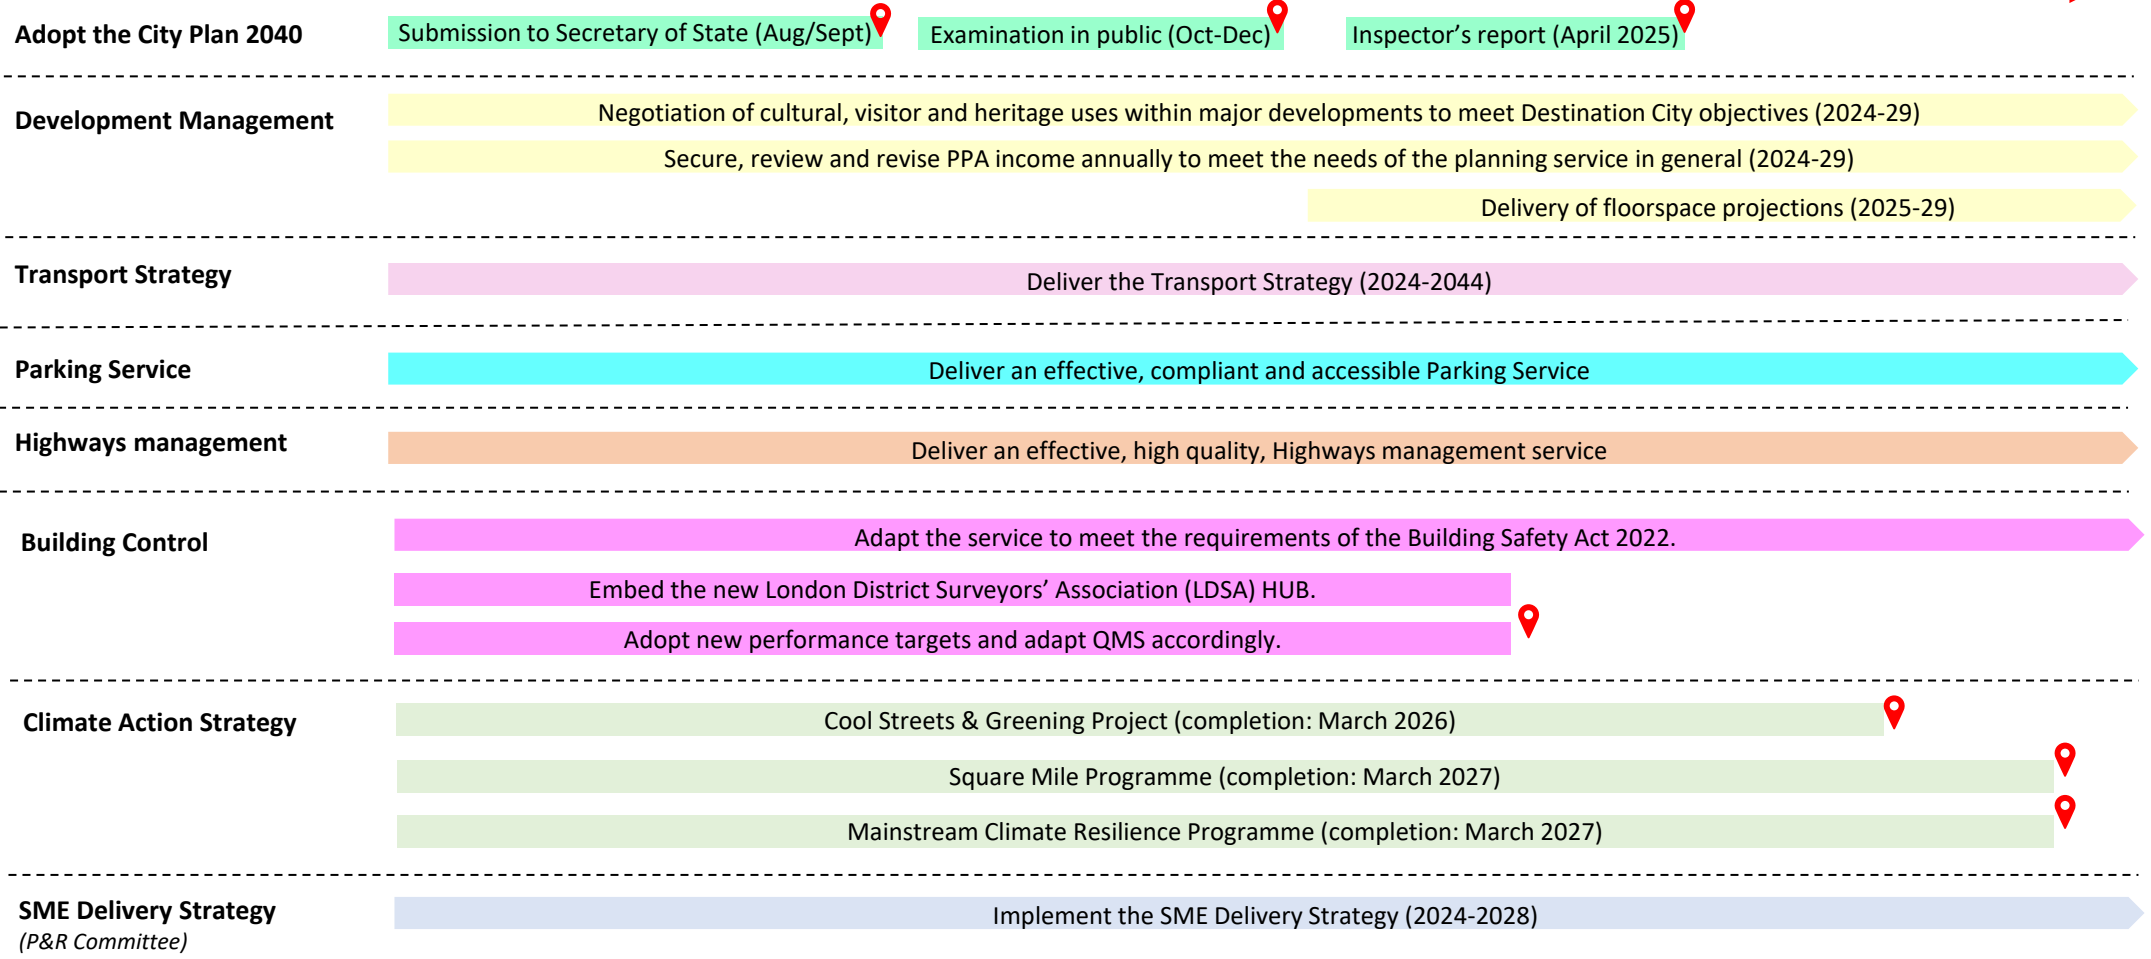 Adopt the City Plan 2040
Submission to Secretary of State (Aug/Sept)
Examination in public (Oct-Dec)
Inspector’s report (April 2025)
Development Management
Negotiation of cultural, visitor and heritage uses within major developments to meet Destination City objectives (2024-29)
Secure, review and revise PPA income annually to meet the needs of the planning service in general (2024-29)
Delivery of floorspace projections (2025-29)
Transport Strategy
Deliver the Transport Strategy (2024-2044)
Parking Service
Deliver an effective, compliant and accessible Parking Service
Highways management
Deliver an effective, high quality, Highways management service
Building Control
Adapt the service to meet the requirements of the Building Safety Act 2022.
Embed the new London District Surveyors’ Association (LDSA) HUB.
Adopt new performance targets and adapt QMS accordingly.
Climate Action Strategy
Cool Streets & Greening Project (completion: March 2026)
Square Mile Programme (completion: March 2027)
Mainstream Climate Resilience Programme (completion: March 2027)
SME Delivery Strategy
(P&R Committee)
Implement the SME Delivery Strategy (2024-2028)